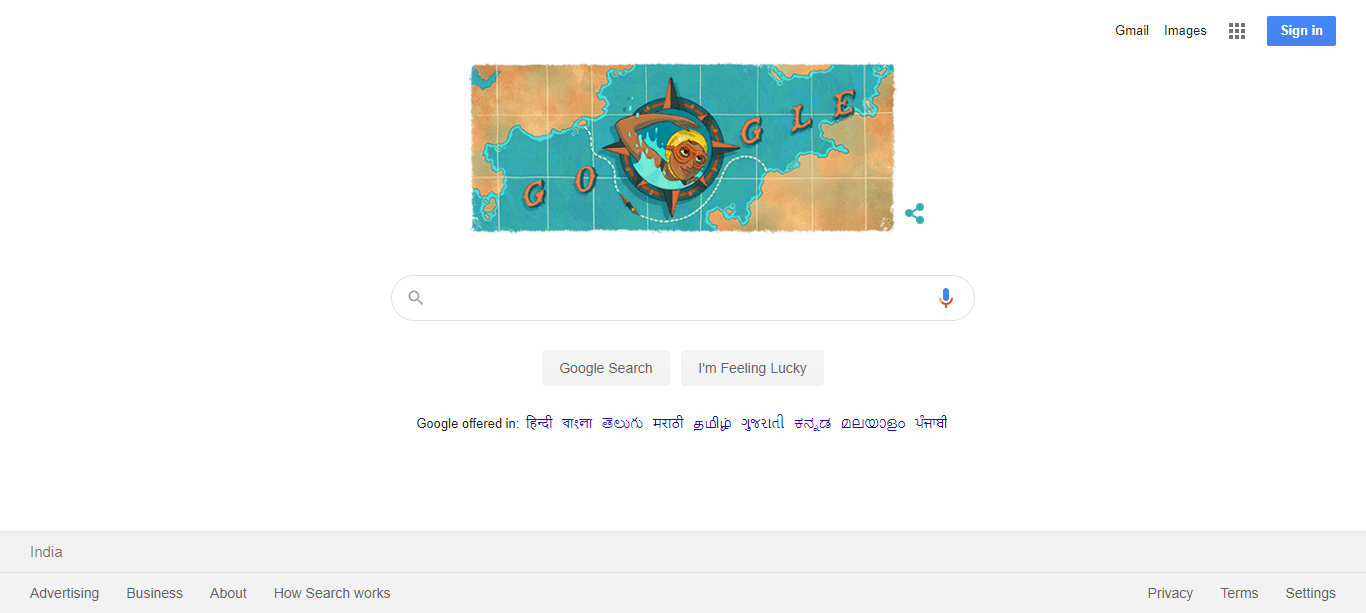 Gmail Images Sign in
G O G L E
Google Search I'm Feeling Lucky
Google offered in: हिन्दी বাংলা తెలుగు मराठी தமிழ் ગુજરાતી ಕನ್ನಡ മലയാളം ਪੰਜਾਬੀ
India
Advertising Business About How Search works Privacy Terms Settings